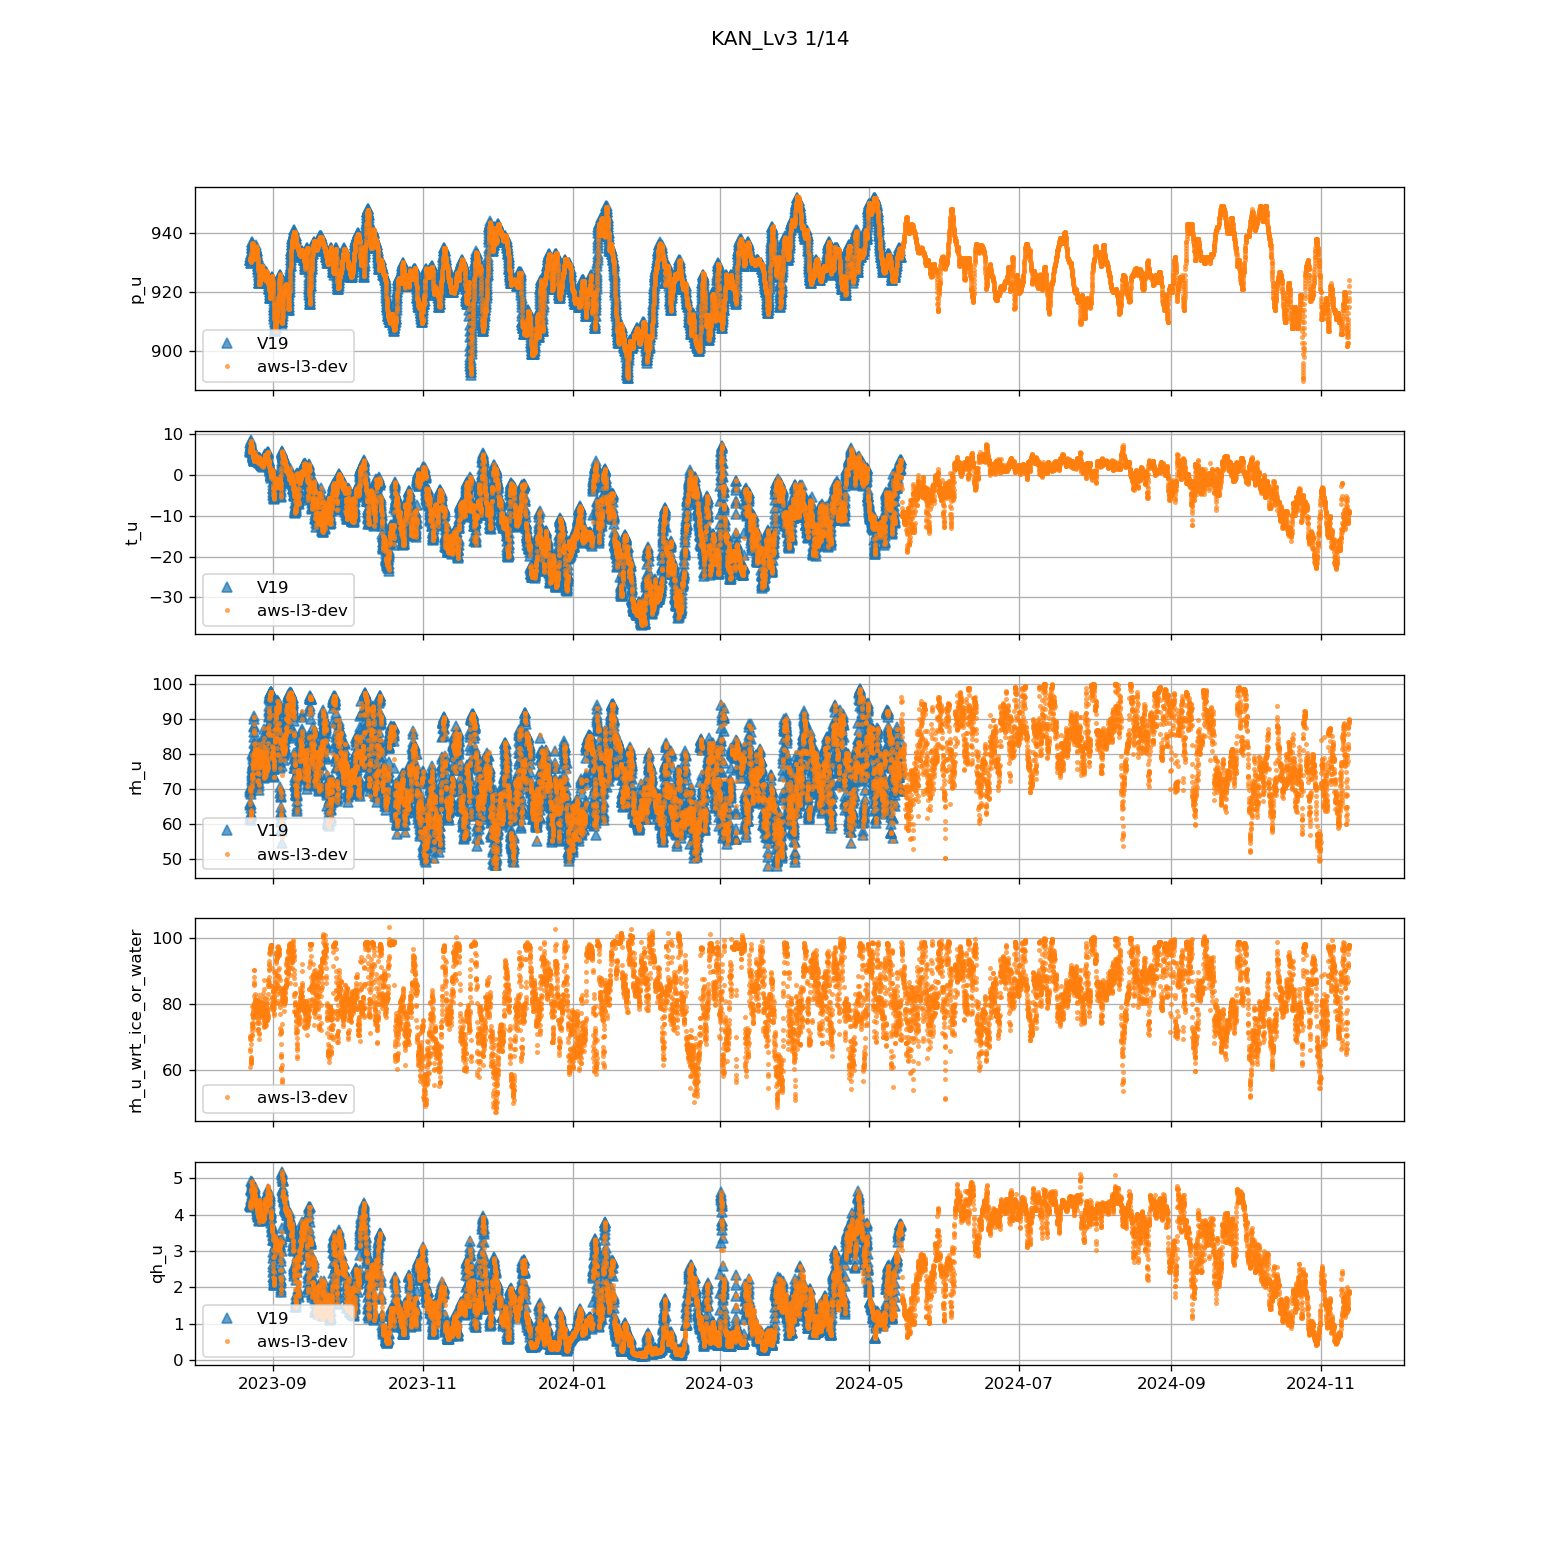 KAN_Lv3 1/14
940
920
900
p_u
V19
aws-l3-dev
10
0
−10
−20
−30
t_u
V19
aws-l3-dev
100
90
80
70
60
50
rh_u
V19
aws-l3-dev
100
80
60
rh_u_wrt_ice_or_water
aws-l3-dev
5
4
3
2
1
0
qh_u
V19
aws-l3-dev
2023-09
2023-11
2024-01
2024-03
2024-05
2024-07
2024-09
2024-11